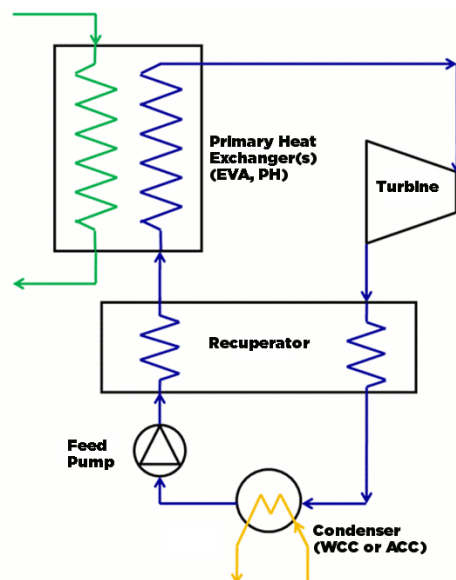 Primary Heat
Exchanger(s)
(EVA, PH)
Turbine
Recuperator
Feed
Pump
Condenser
(WCC or ACC)